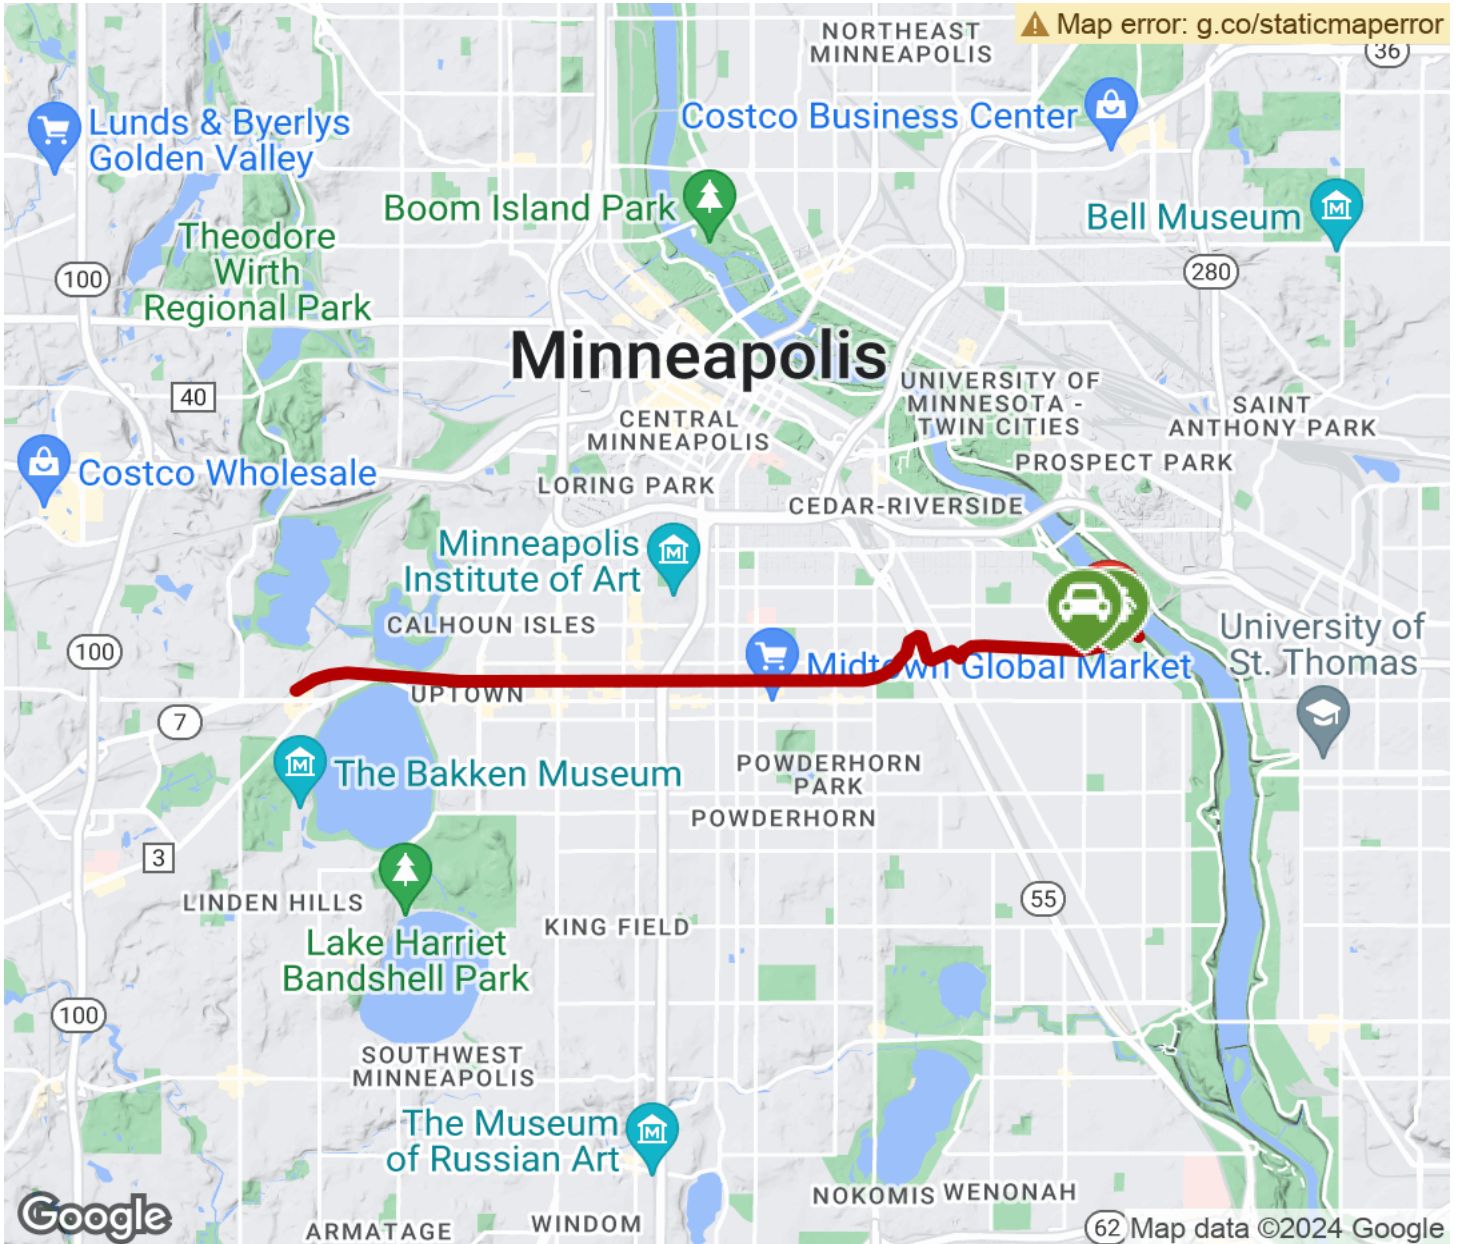 NORTHEAST
MINNEAPOLIS
Map error: g.co/staticmaperror
36
Costco Business Center
Lunds & Byerlys
Golden Valley
Boom Island Park
Bell Museum
Theodore
Wirth
Regional Park
100
280
Minneapolis
UNIVERSITY OF
MINNESOTA -
TWIN CITIES
40
CENTRAL
MINNEAPOLIS
SAINT
ANTHONY PARK
Costco Wholesale
PROSPECT PARK
LORING PARK
CEDAR-RIVERSIDE
Minneapolis
Institute of Art
CALHOUN ISLES
University of
St. Thomas
100
Midtown Global Market
UPTOWN
7
The Bakken Museum
POWDERHORN
PARK
POWDERHORN
3
LINDEN HILLS
55
KING FIELD
Lake Harriet
Bandshell Park
100
SOUTHWEST
MINNEAPOLIS
The Museum
of Russian Art
NOKOMIS
WENONAH
Google
ARMATAGE
WINDOM
62
Map data ©2024 Google